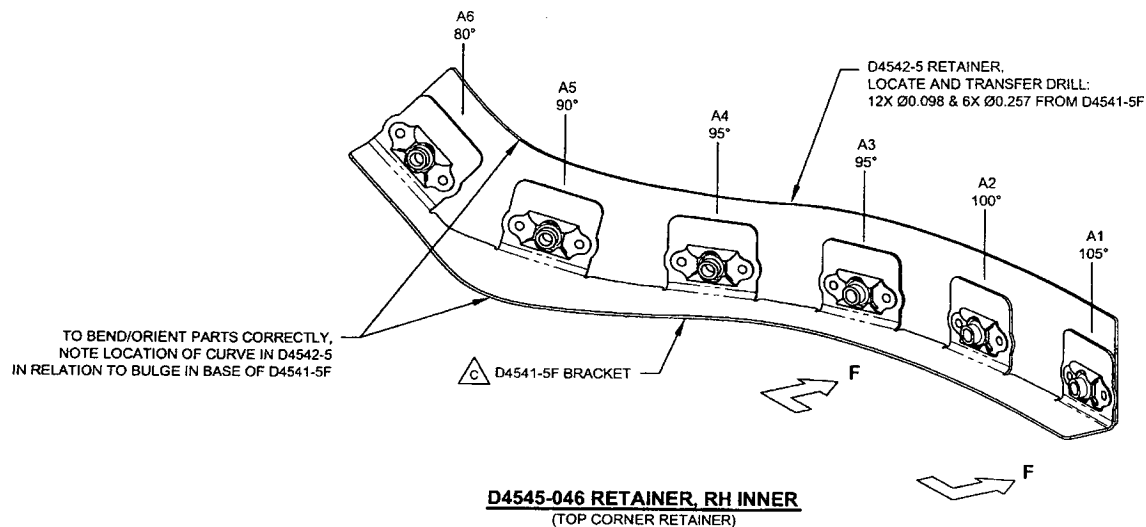 A6
80°
A5
90°
A4
95°
A3
95°
A2
100°
A1
105°
D4542-5 RETAINER,
LOCATE AND TRANSFER DRILL:
12X Ø0.098 & 6X Ø0.257 FROM D4541-5F
TO BEND/ORIENT PARTS CORRECTLY,
NOTE LOCATION OF CURVE IN D4542-5
IN RELATION TO BULGE IN BASE OF D4541-5F
C D4541-5F BRACKET
F
F
D4545-046 RETAINER, RH INNER
(TOP CORNER RETAINER)